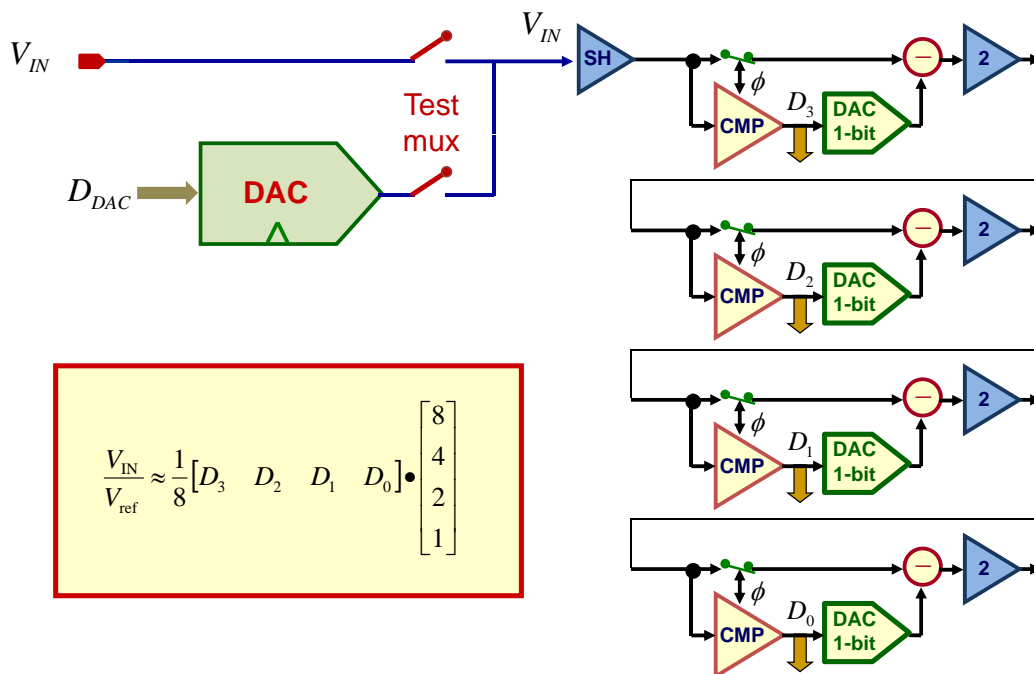 V_IN
Test
mux
D_DAC
DAC
V_IN
SH
ϕ
CMP
D_3
DAC
1-bit
−
2
ϕ
CMP
D_2
DAC
1-bit
−
2
ϕ
CMP
D_1
DAC
1-bit
−
2
ϕ
CMP
D_0
DAC
1-bit
−
2
V_IN/V_ref ≈ 1/8 [D_3 D_2 D_1 D_0] • [8 4 2 1]